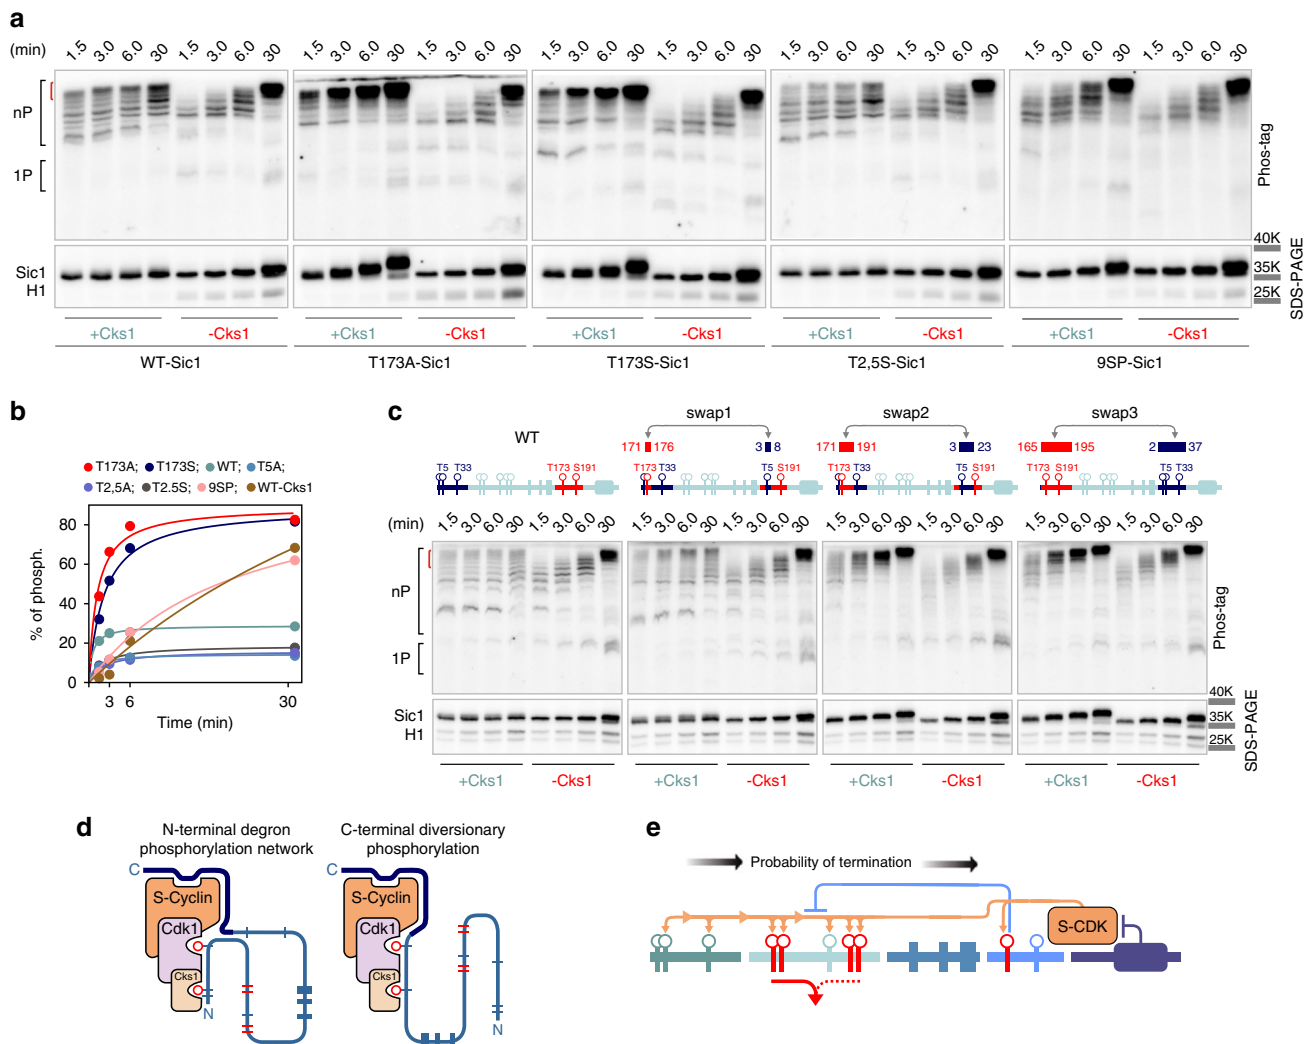 a
(min) 1.5 3.0 6.0 30 1.5 3.0 6.0 30 1.5 3.0 6.0 30 1.5 3.0 6.0 30 1.5 3.0 6.0 30 1.5 3.0 6.0 30 1.5 3.0 6.0 30 1.5 3.0 6.0 30 1.5 3.0 6.0 30 1.5 3.0 6.0 30
nP
1P
Phos-tag
40K
Sic1
35K
H1
25K
SDS-PAGE
+Cks1 -Cks1 +Cks1 -Cks1 +Cks1 -Cks1 +Cks1 -Cks1 +Cks1 -Cks1
WT-Sic1 T173A-Sic1 T173S-Sic1 T2,5S-Sic1 9SP-Sic1
b
T173A; T173S; WT; T5A;
T2,5A; T2.5S; 9SP; WT-Cks1
% of phosph.
80
60
40
20
0
3 6 30
Time (min)
c
swap1 swap2 swap3
WT
171 176 3 8 171 191 3 23 165 195 2 37
T5 T33 T173 S191 T173 T33 T5 S191 T173 T33 T5 S191 T173 S191 T5 T33
(min) 1.5 3.0 6.0 30 1.5 3.0 6.0 30 1.5 3.0 6.0 30 1.5 3.0 6.0 30 1.5 3.0 6.0 30 1.5 3.0 6.0 30 1.5 3.0 6.0 30 1.5 3.0 6.0 30
nP
1P
Phos-tag
40K
Sic1
35K
H1
25K
SDS-PAGE
+Cks1 -Cks1 +Cks1 -Cks1 +Cks1 -Cks1 +Cks1 -Cks1
d
N-terminal degron
phosphorylation network
C
S-Cyclin
Cdk1
Cks1
N
C-terminal diversionary
phosphorylation
C
S-Cyclin
Cdk1
Cks1
N
e
Probability of termination
S-CDK